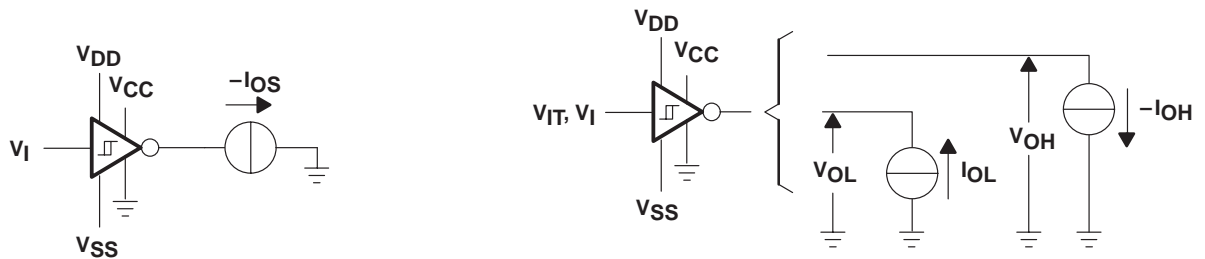 VDD
VCC
–IOS
VI
VSS
VDD
VCC
VIT, VI
VSS
VOL
IOL
VOH
–IOH